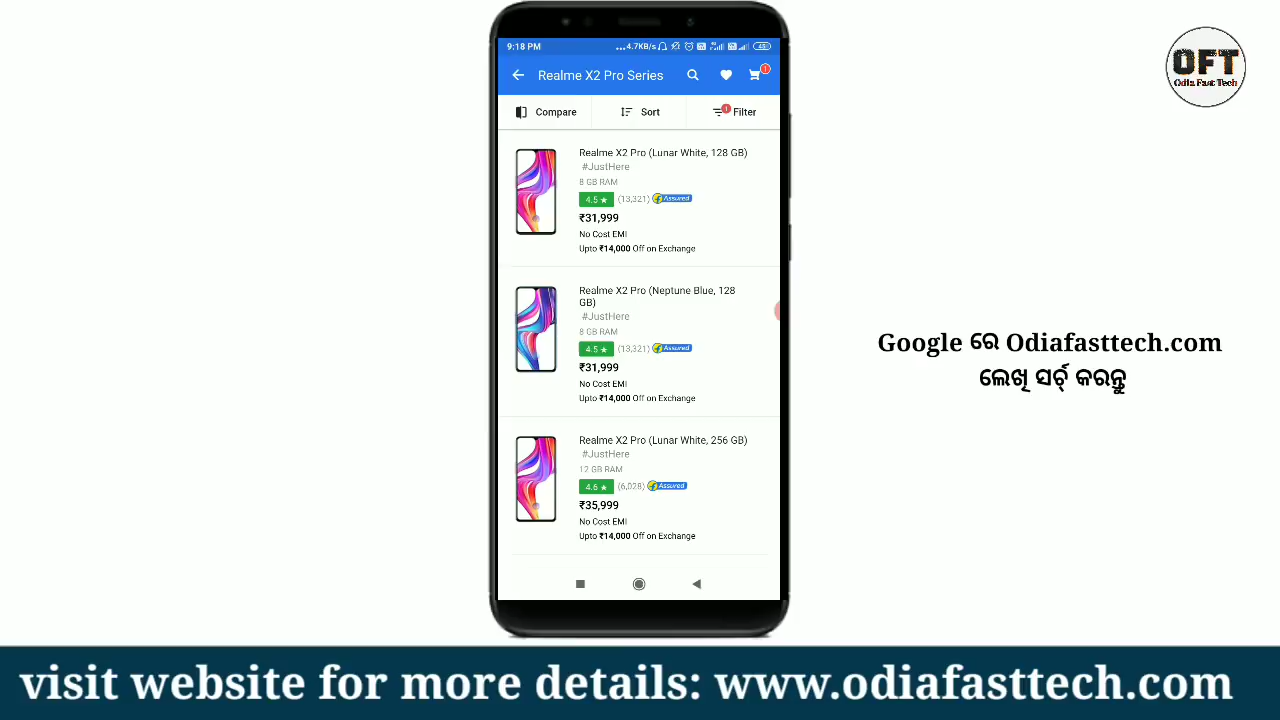 9:18 PM
...4.7KB/s
45
OFT
Odia Fast Tech
Realme X2 Pro Series
1
Compare
Sort
1
Filter
Realme X2 Pro (Lunar White, 128 GB)
#JustHere
8 GB RAM
4.5 ★ (13,321) Assured
₹31,999
No Cost EMI
Upto ₹14,000 Off on Exchange
Realme X2 Pro (Neptune Blue, 128
GB)
#JustHere
8 GB RAM
4.5 ★ (13,321) Assured
₹31,999
No Cost EMI
Upto ₹14,000 Off on Exchange
Realme X2 Pro (Lunar White, 256 GB)
#JustHere
12 GB RAM
4.6 ★ (6,028) Assured
₹35,999
No Cost EMI
Upto ₹14,000 Off on Exchange
Google ରେ Odiafasttech.com
ଲେଖି ସର୍ଚ୍ଚ କରନ୍ତୁ
visit website for more details: www.odiafasttech.com